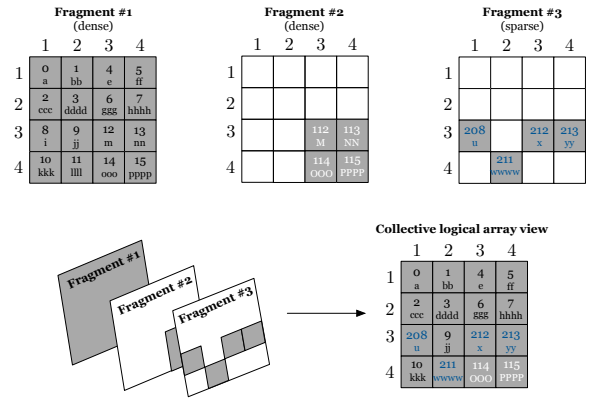 Fragment #1 Fragment #2 Fragment #3
(dense) (dense) (sparse)
1 2 3 4 1 2 3 4 1 2 3 4
1 0 1 4 5 1 1
a bb e ff
2 2 3 6 7 2 2
ccc dddd ggg hhhh
3 8 9 12 13 3 112 113 3 208 212 213
i jj m nn M NN u x yy
4 10 11 14 15 4 114 115 4 211
kkk llll ooo pppp OOO PPPP wwww
Collective logical array view
Fragment #1
Fragment #2
Fragment #3
1 2 3 4
1 0 1 4 5
a bb e ff
2 2 3 6 7
ccc dddd ggg hhhh
3 208 9 212 213
u jj x yy
4 10 211 114 115
kkk wwww OOO PPPP